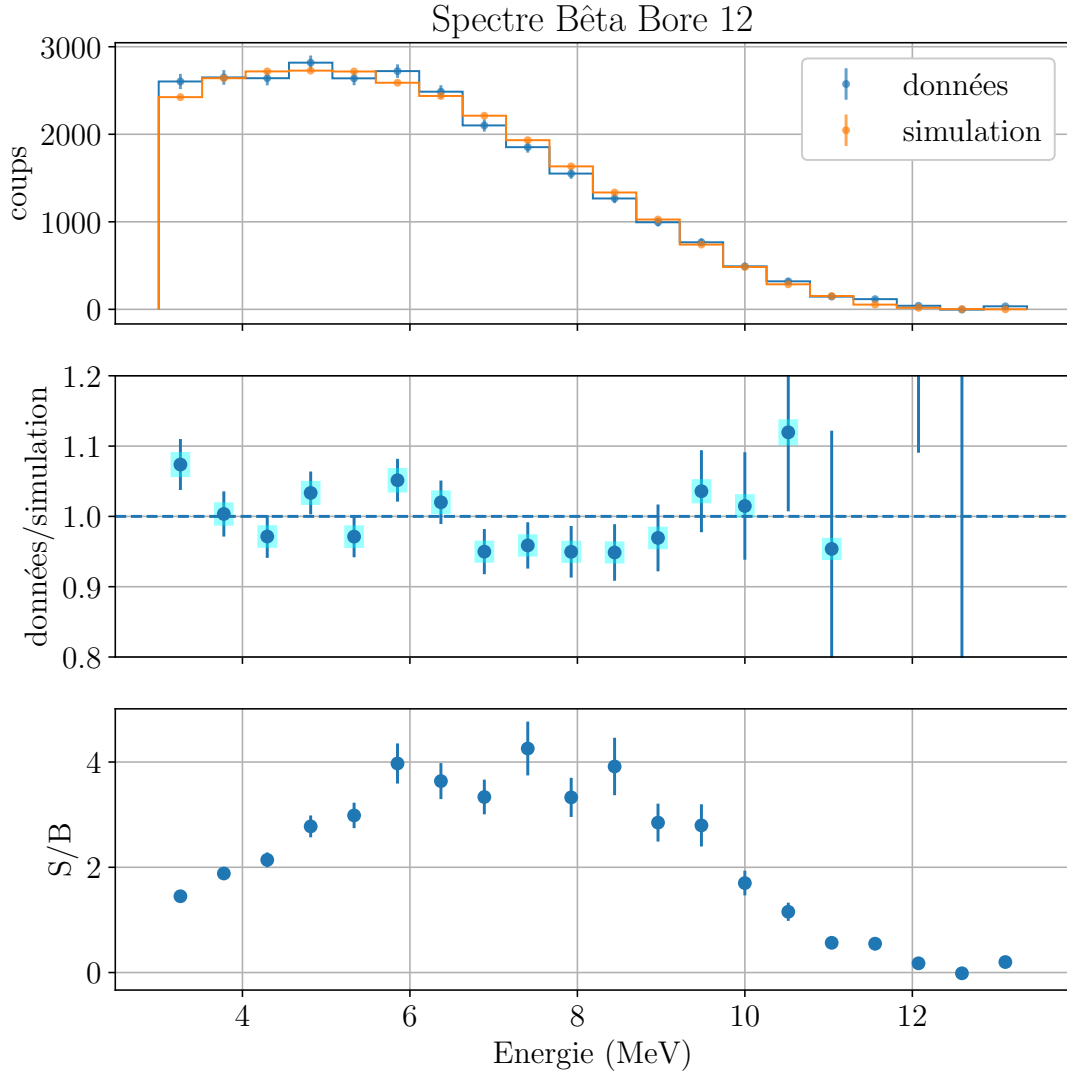 Spectre Bêta Bore 12
3000
2000
1000
0
coups
données
simulation
1.2
1.1
1.0
0.9
0.8
données/simulation
4
2
0
S/B
4 6 8 10 12
Energie (MeV)